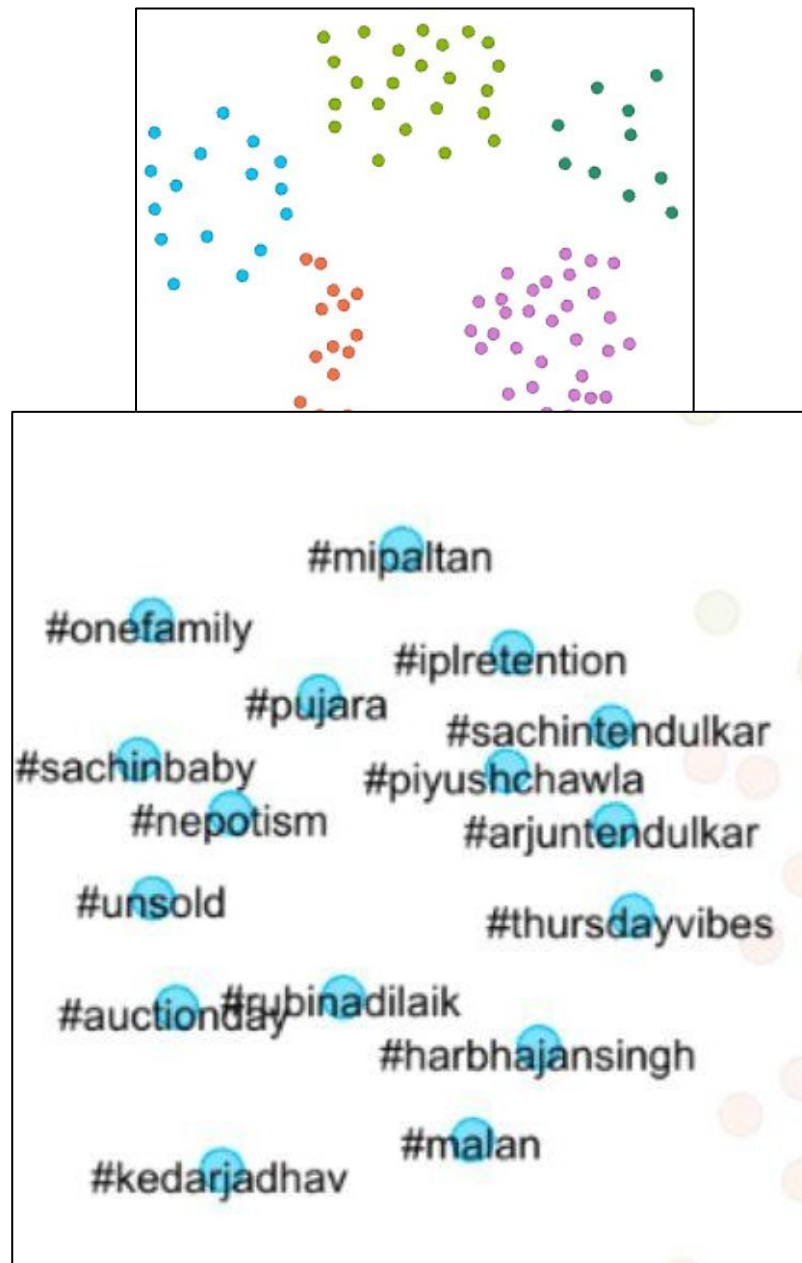 #mipaltan
#onefamily
#iplretention
#pujara
#sachintendulkar
#sachinbaby
#piyushchawla
#nepotism
#arjuntendulkar
#unsold
#thursdayvibes
#rubinadilaik
#auctionday
#harbhajansingh
#malan
#kedarjadhav